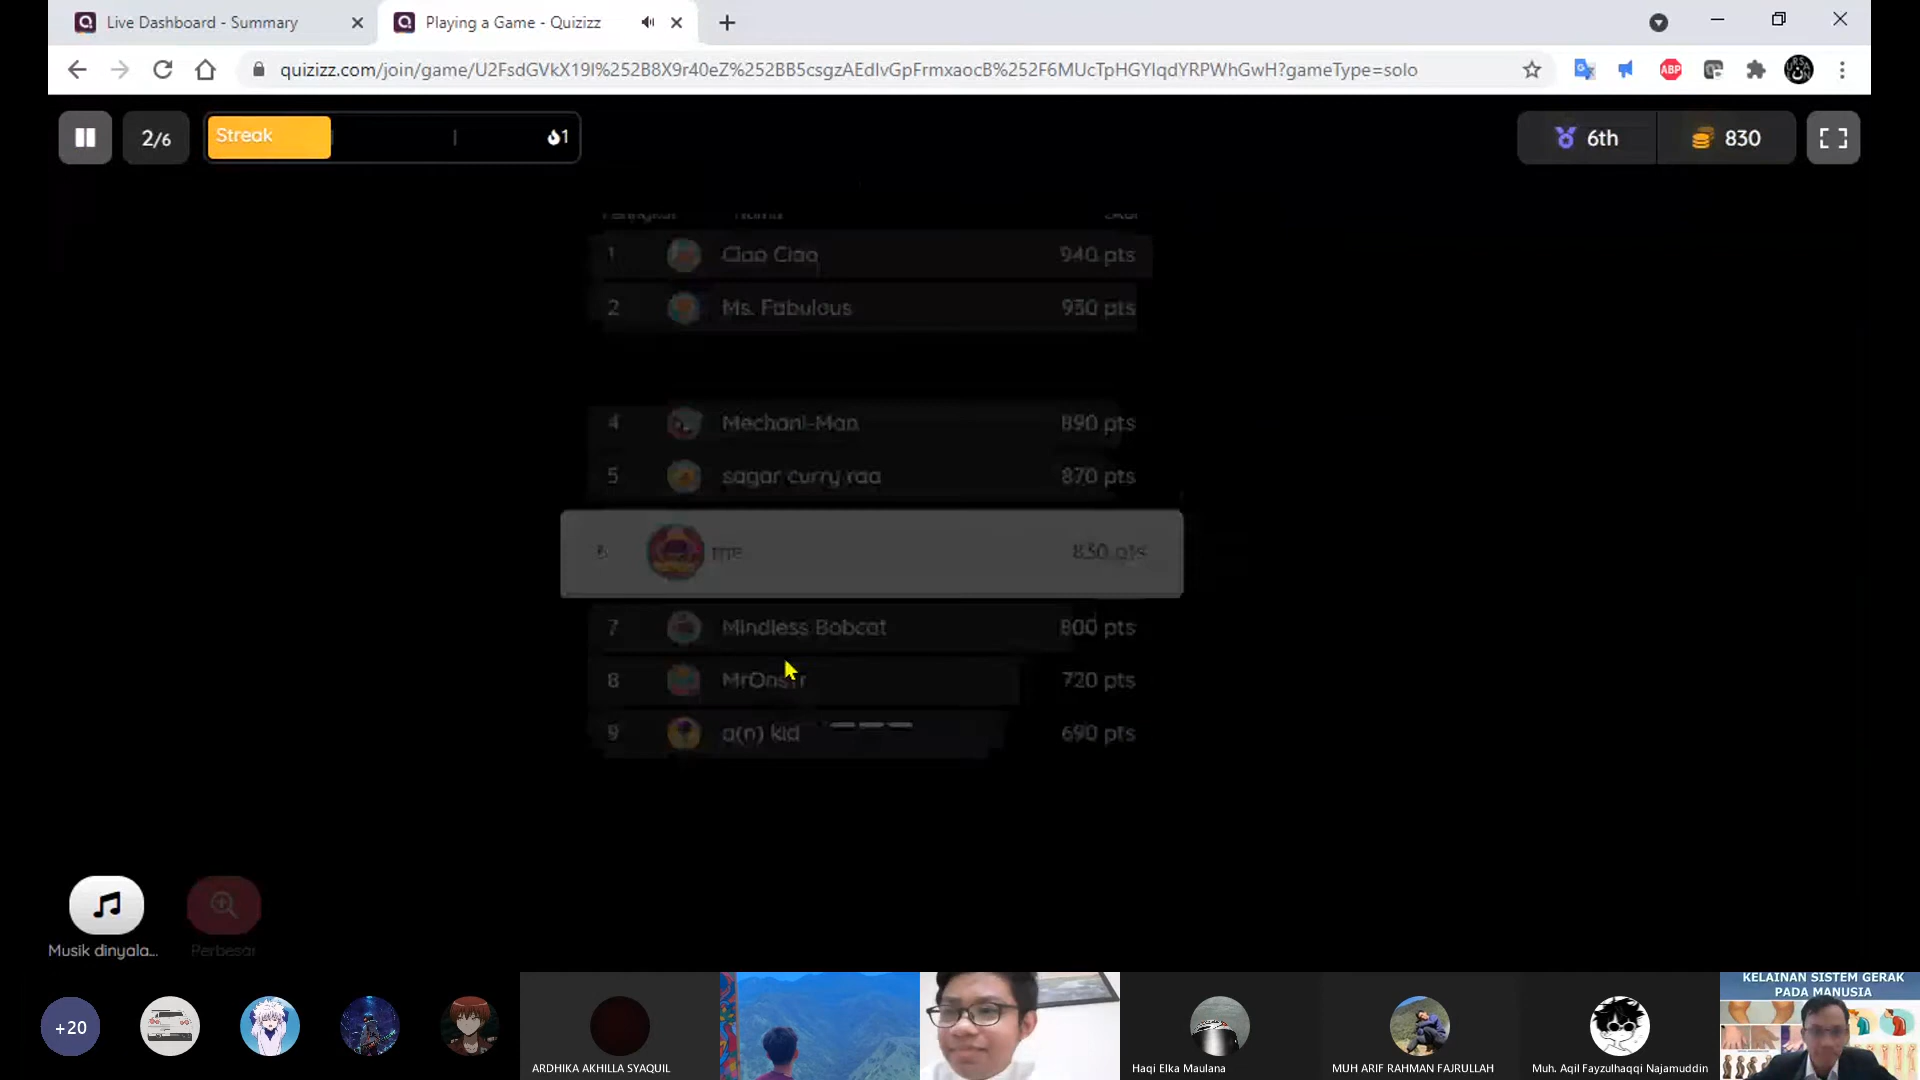 Live Dashboard - Summary
Playing a Game - Quizizz
quizizz.com/join/game/U2FsdGVkX19I%252B8X9r40eZ%252BB5csgzAEdIvGpFrmxaocB%252F6MUcTpHGYIqdYRPWhGwH?gameType=solo
ABP
2/6
Streak
1
6th
830
1 Ciao Ciao 940 pts
2 Ms. Fabulous 930 pts
4 Mechani-Man 890 pts
5 sagar curry raa 870 pts
6 me 830 pts
7 Mindless Bobcat 800 pts
8 720 pts
9 a(n) kid 690 pts
Musik dinyala...
Perbesar
+20
ARDHIKA AKHILLA SYAQUIL
Haqi Elka Maulana
MUH ARIF RAHMAN FAJRULLAH
Muh. Aqil Fayzulhaqqi Najamuddin
KELAINAN SISTEM GERAK
PADA MANUSIA